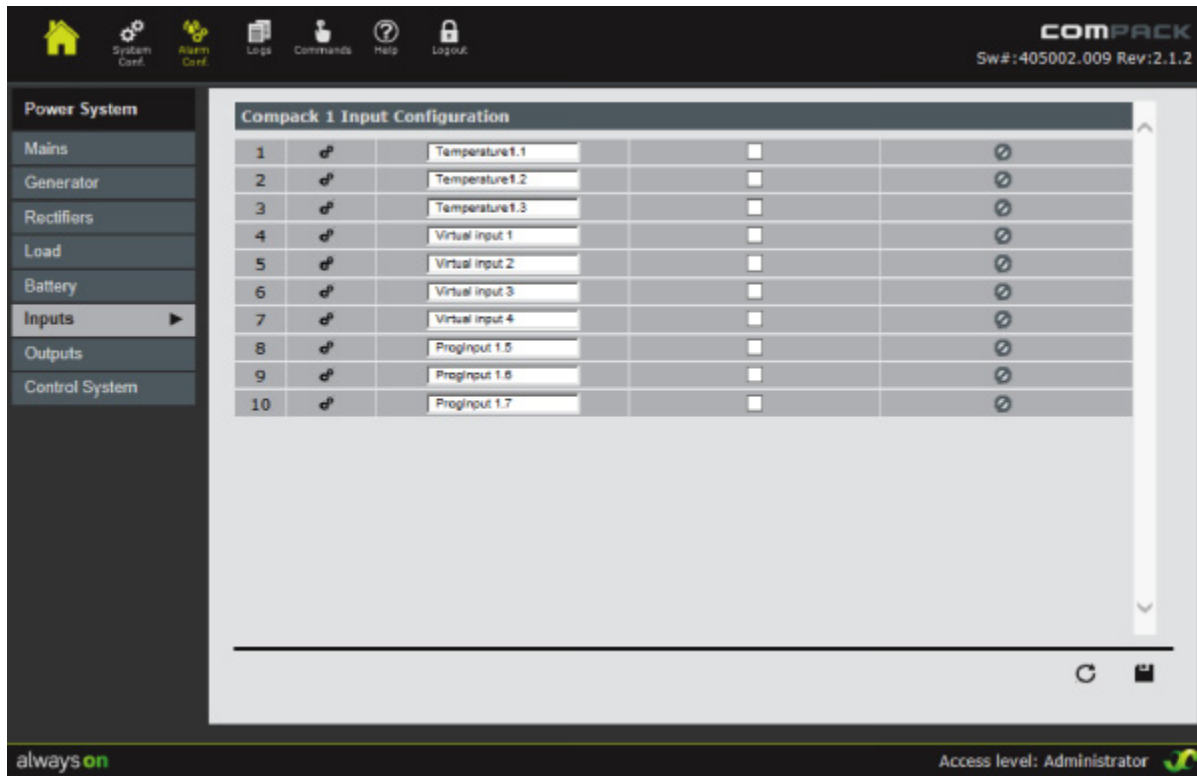 System Conf.
Alarm Conf.
Logs
Commands
Help
Logout
COMPACK
Sw#:405002.009 Rev:2.1.2
Power System
Mains
Generator
Rectifiers
Load
Battery
Inputs
Outputs
Control System
Compack 1 Input Configuration
1 Temperature1.1
2 Temperature1.2
3 Temperature1.3
4 Virtual input 1
5 Virtual input 2
6 Virtual input 3
7 Virtual input 4
8 ProgInput 1.5
9 ProgInput 1.6
10 ProgInput 1.7
always on
Access level: Administrator